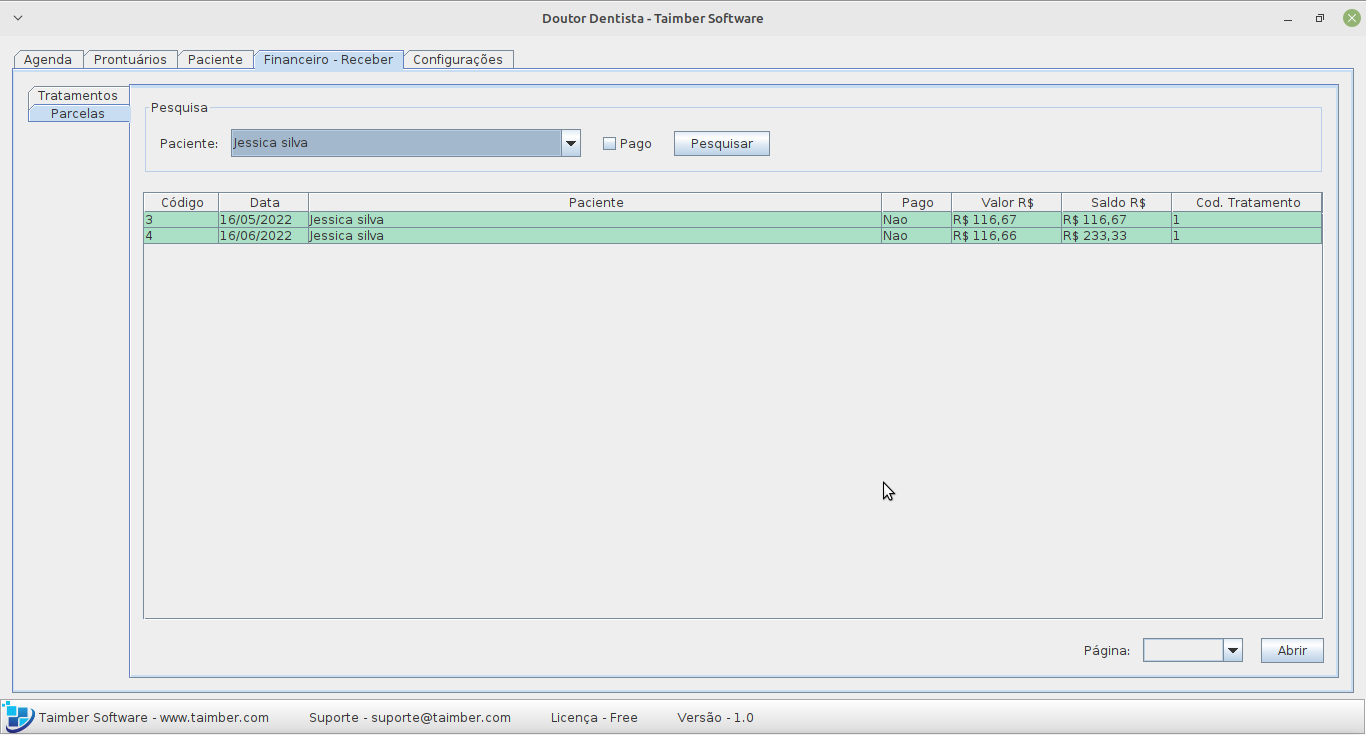 Doutor Dentista - Taimber Software
Agenda Prontuários Paciente Financeiro - Receber Configurações
Tratamentos
Parcelas
Pesquisa
Paciente: Jessica silva Pago Pesquisar
Código Data Paciente Pago Valor R$ Saldo R$ Cod. Tratamento
3 16/05/2022 Jessica silva Nao R$ 116,67 R$ 116,67 1
4 16/06/2022 Jessica silva Nao R$ 116,66 R$ 233,33 1
Página: Abrir
Taimber Software - www.taimber.com Suporte - suporte@taimber.com Licença - Free Versão - 1.0